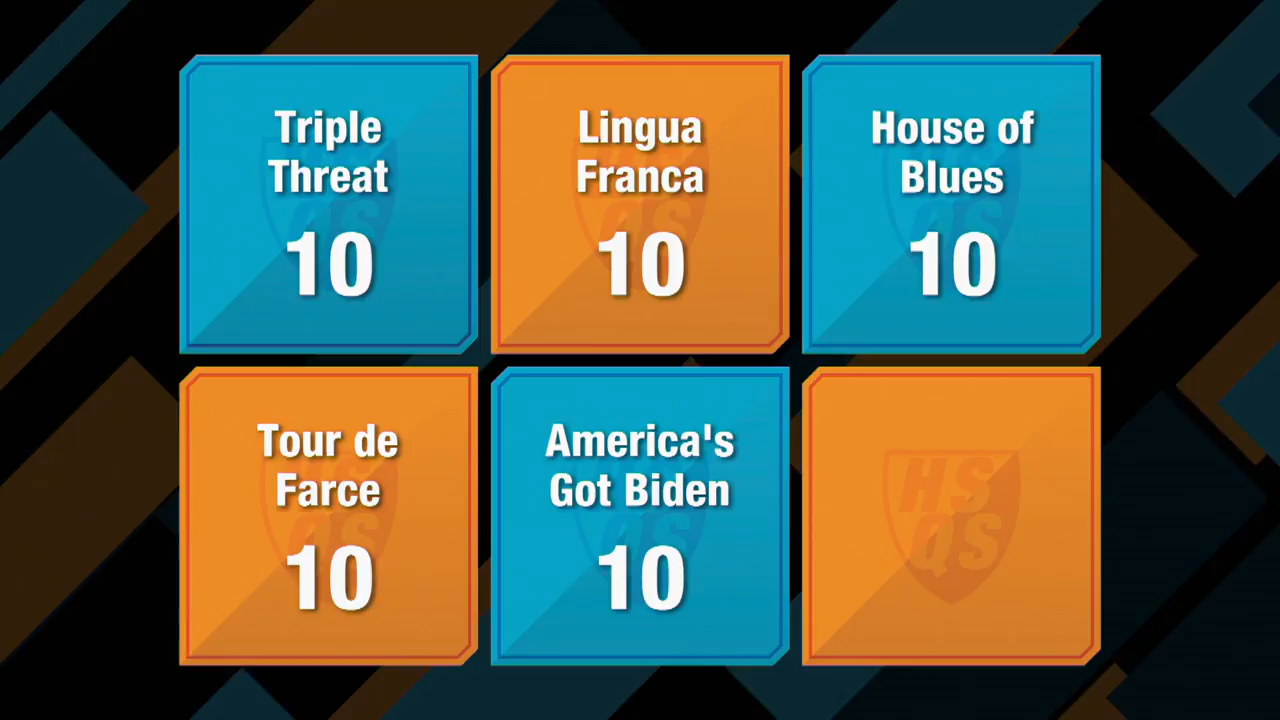 Triple
Threat
10
Lingua
Franca
10
House of
Blues
10
Tour de
Farce
10
America's
Got Biden
10
HS
QS